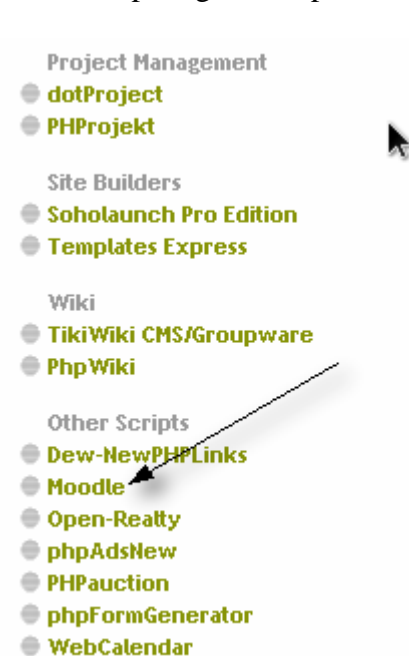 Project Management
dotProject
PHProjekt
Site Builders
Soholaunch Pro Edition
Templates Express
Wiki
TikiWiki CMS/Groupware
PhpWiki
Other Scripts
Dew-NewPHPLinks
Moodle
Open-Realty
phpAdsNew
PHPauction
phpFormGenerator
WebCalendar